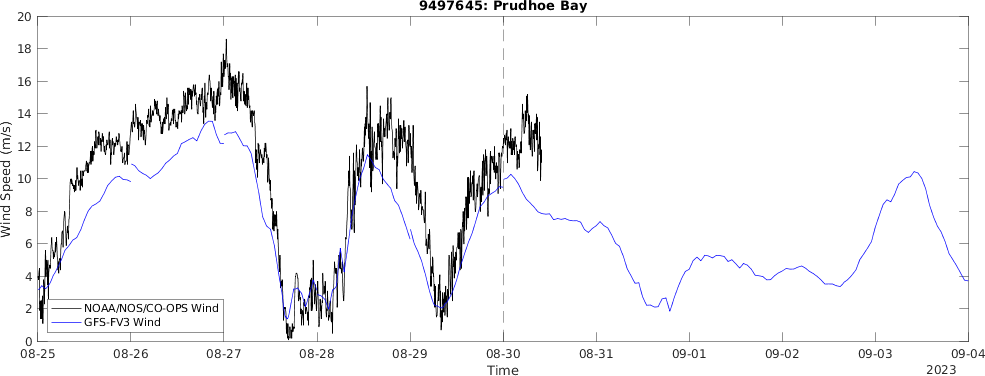 9497645: Prudhoe Bay
20
18
16
14
12
10
8
6
4
2
0
Wind Speed (m/s)
NOAA/NOS/CO-OPS Wind
GFS-FV3 Wind
08-25 08-26 08-27 08-28 08-29 08-30 08-31 09-01 09-02 09-03 09-04
Time
2023